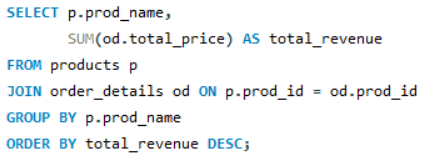 SELECT p.prod_name,
       SUM(od.total_price) AS total_revenue
FROM products p
JOIN order_details od ON p.prod_id = od.prod_id
GROUP BY p.prod_name
ORDER BY total_revenue DESC;